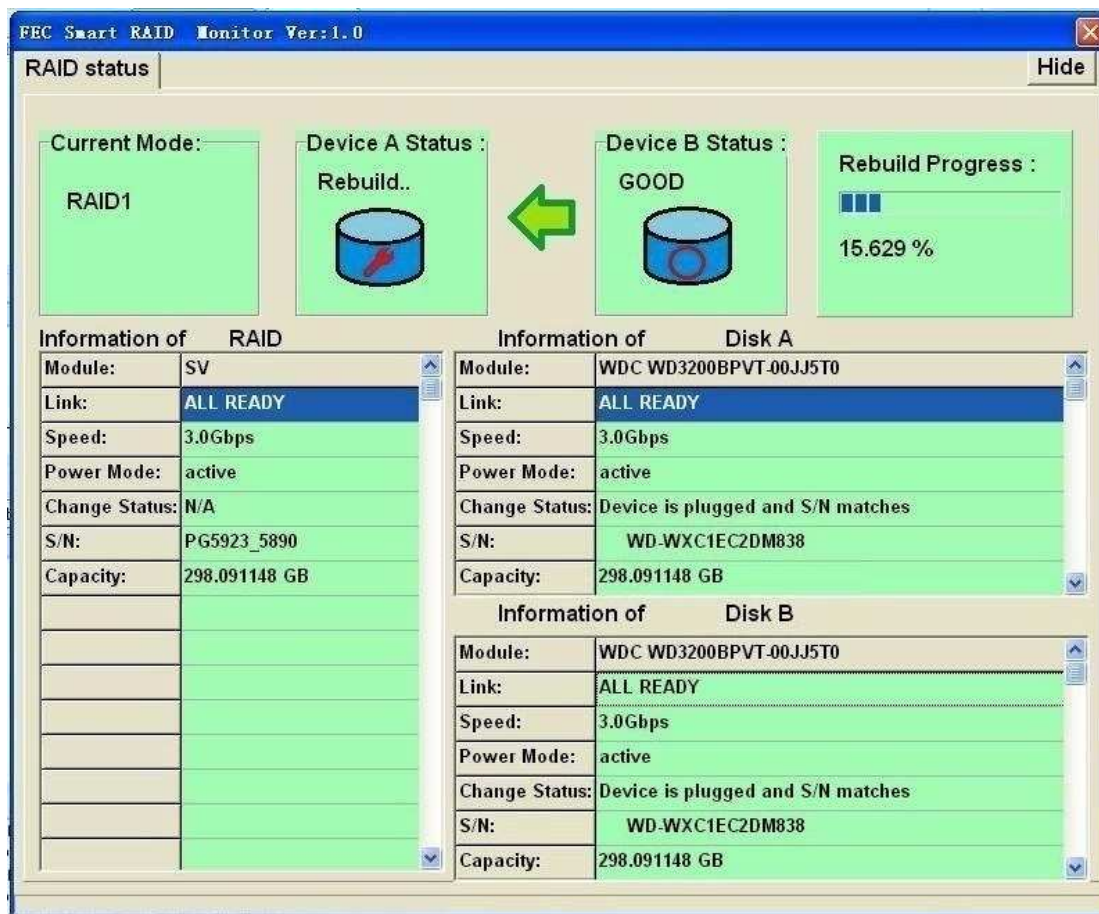 FEC Smart RAID Monitor Ver:1.0
RAID status
Hide
Current Mode:
RAID1
Device A Status :
Rebuild..
Device B Status :
GOOD
Rebuild Progress :
15.629 %
Information of RAID
Module: SV
Link: ALL READY
Speed: 3.0Gbps
Power Mode: active
Change Status: N/A
S/N: PG5923_5890
Capacity: 298.091148 GB
Information of Disk A
Module: WDC WD3200BPVT-00JJ5T0
Link: ALL READY
Speed: 3.0Gbps
Power Mode: active
Change Status: Device is plugged and S/N matches
S/N: WD-WXC1EC2DM838
Capacity: 298.091148 GB
Information of Disk B
Module: WDC WD3200BPVT-00JJ5T0
Link: ALL READY
Speed: 3.0Gbps
Power Mode: active
Change Status: Device is plugged and S/N matches
S/N: WD-WXC1EC2DM838
Capacity: 298.091148 GB